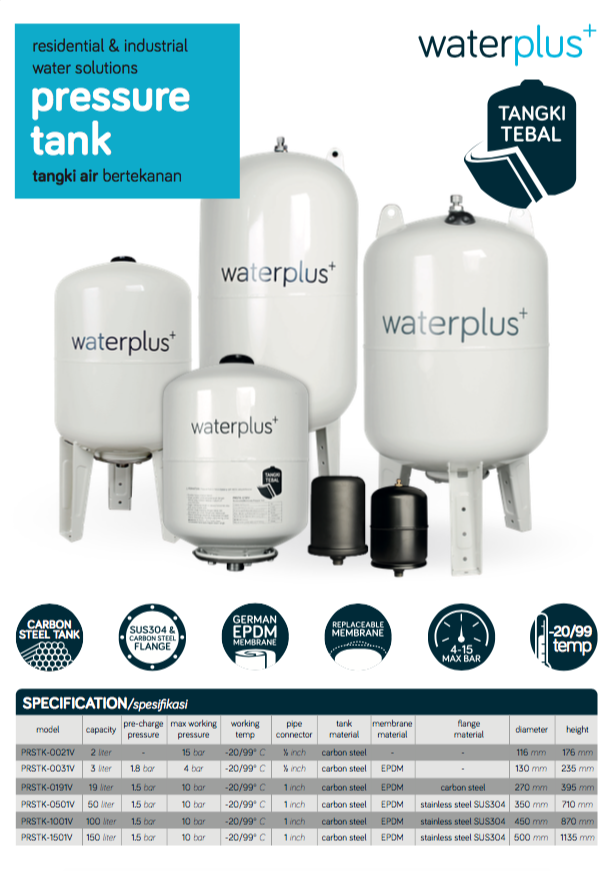 residential & industrial
water solutions
pressure
tank
tangki air bertekanan
waterplus+
TANGKI
TEBAL
waterplus+
waterplus+
waterplus+
waterplus+
TANGKI
TEBAL
CARBON
STEEL TANK
SUS304 &
CARBON STEEL
FLANGE
GERMAN
EPDM
MEMBRANE
REPLACEABLE
MEMBRANE
4-15
MAX BAR
-20/99
temp
SPECIFICATION/spesifikasi
model capacity pre-charge pressure max working pressure working temp pipe connector tank material membrane material flange material diameter height
PRSTK-0021V 2 liter - 15 bar -20/99° C inch carbon steel - - 116 mm 176 mm
PRSTK-0031V 3 liter 1.8 bar 4 bar -20/99° C inch carbon steel EPDM - 130 mm 235 mm
PRSTK-0191V 19 liter 1.5 bar 10 bar -20/99° C 1 inch carbon steel EPDM carbon steel 270 mm 395 mm
PRSTK-0501V 50 liter 1.5 bar 10 bar -20/99° C 1 inch carbon steel EPDM stainless steel SUS304 350 mm 710 mm
PRSTK-1001V 100 liter 1.5 bar 10 bar -20/99° C 1 inch carbon steel EPDM stainless steel SUS304 450 mm 870 mm
PRSTK-1501V 150 liter 1.5 bar 10 bar -20/99° C 1 inch carbon steel EPDM stainless steel SUS304 500 mm 1135 mm